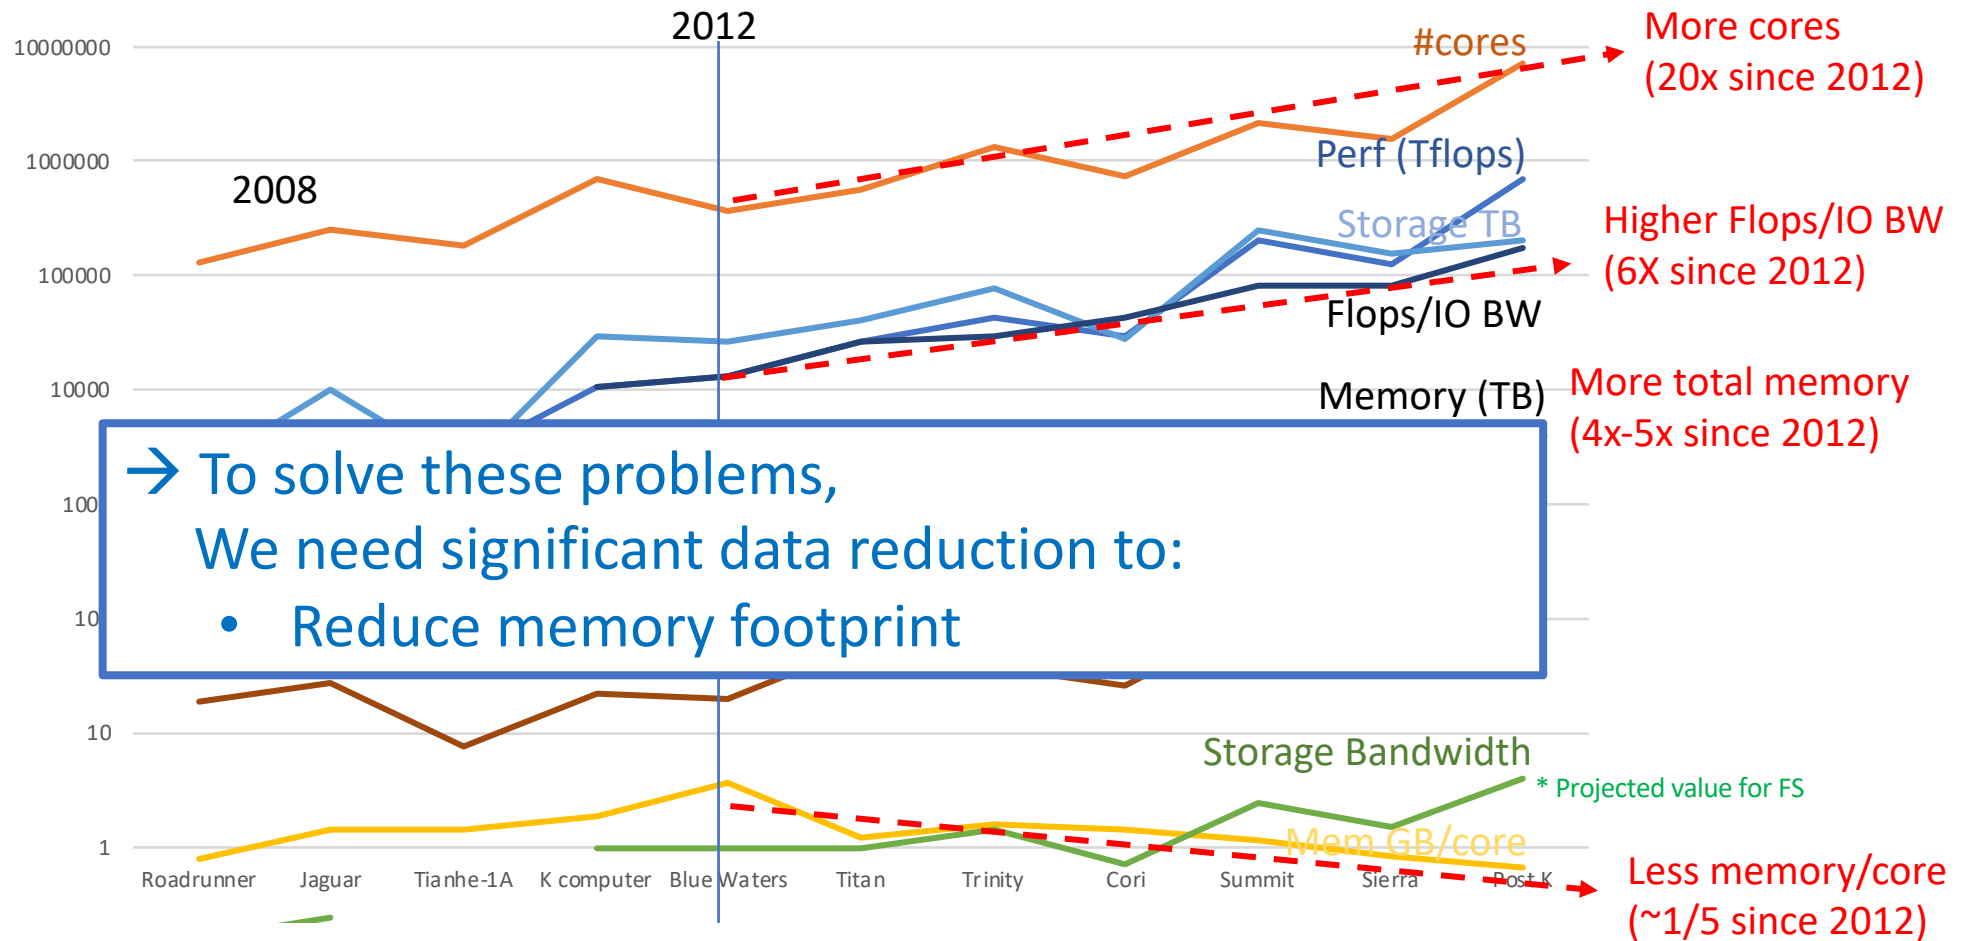 2012
10000000
#cores
More cores
(20x since 2012)
1000000
2008
Perf (Tflops)
Storage TB
Higher Flops/IO BW
(6X since 2012)
100000
Flops/IO BW
10000
Memory (TB)
More total memory
(4x-5x since 2012)
→ To solve these problems,
We need significant data reduction to:
• Reduce memory footprint
100
10
10
Storage Bandwidth
* Projected value for FS
1
Mem GB/core
Roadrunner Jaguar Tianhe-1A K computer Blue Waters Titan Trinity Cori Summit Sierra Post K
Less memory/core
(~1/5 since 2012)